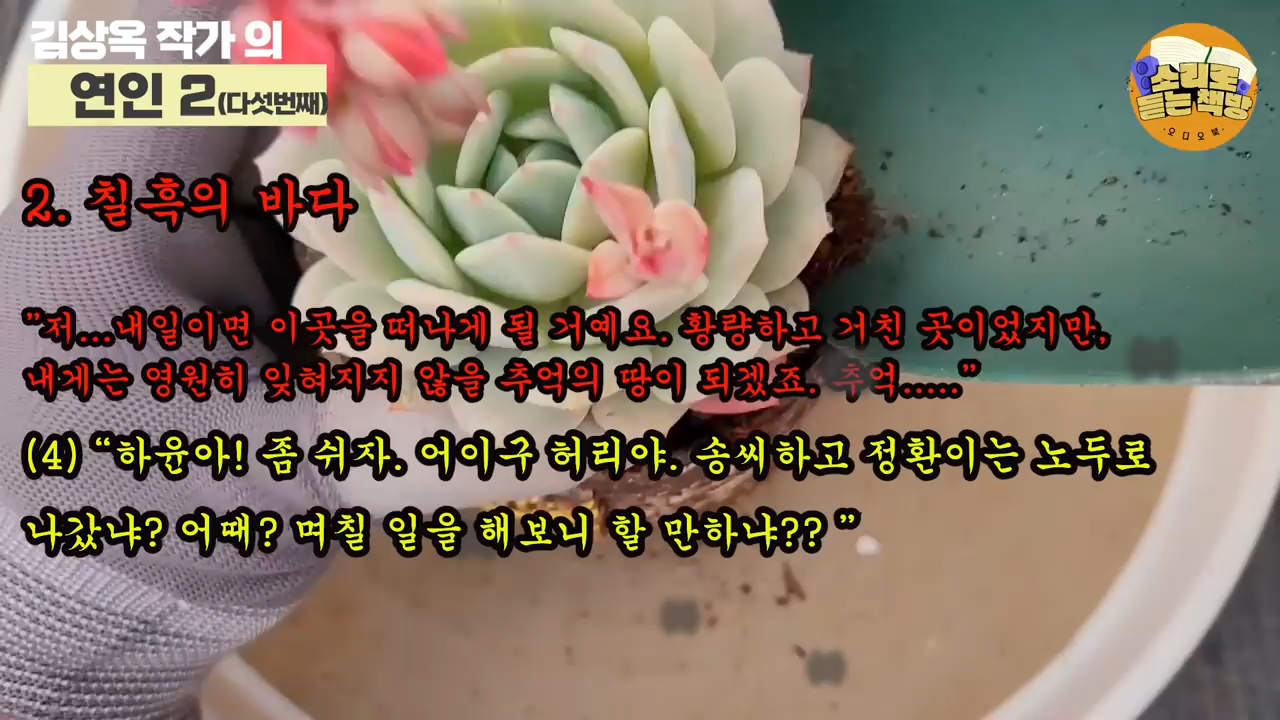 김상옥 작가 의
연인 2(다섯번째)
소리로
듣는 책방
·오디오북·
2. 칠흑의 바다
"저...내일이면 이곳을 떠나게 될 거예요. 황량하고 거친 곳이었지만,
내게는 영원히 잊혀지지 않을 추억의 땅이 되겠죠. 추억....."
(4) “하윤아! 좀 쉬자. 어이구 허리야. 송씨하고 정환이는 노두로
나갔냐? 어때? 며칠 일을 해보니 할 만하냐?? ”